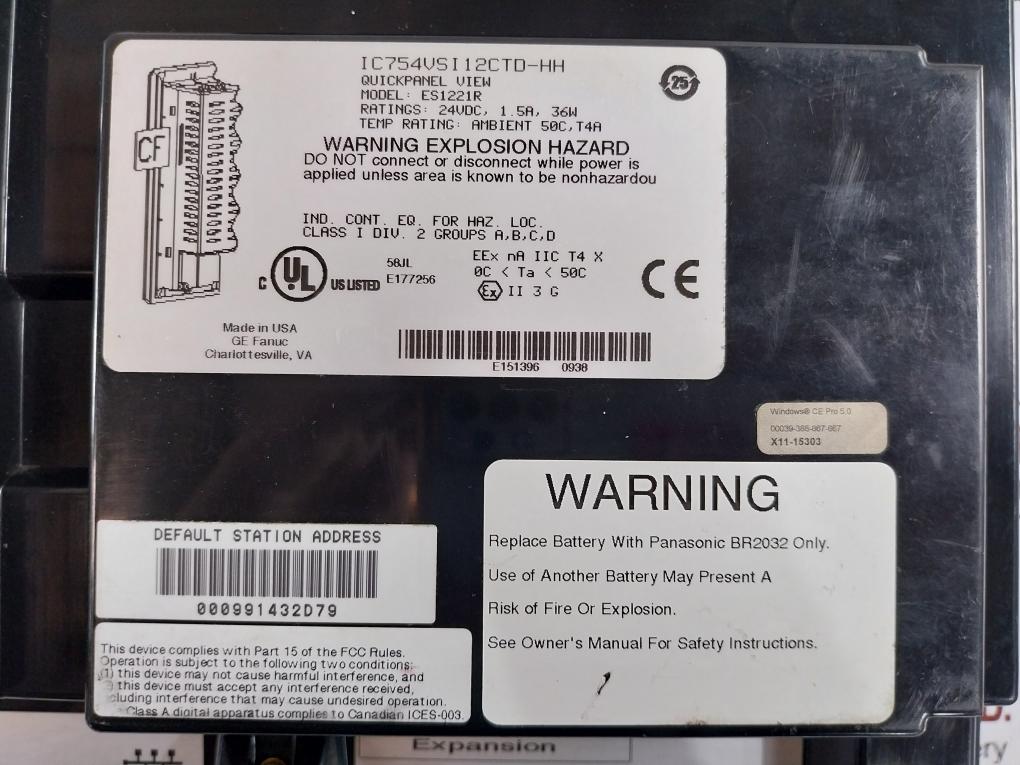 IC754VSI12CTD-HH
QUICKPANEL VIEW
MODEL: ES1221R
RATINGS: 24VDC, 1.5A, 36W
TEMP RATING: AMBIENT 50C,T4A
WARNING EXPLOSION HAZARD
DO NOT connect or disconnect while power is
applied unless area is known to be nonhazardou
CF
25
IND. CONT. EQ. FOR HAZ. LOC.
CLASS I DIV. 2 GROUPS A,B,C,D
C UL US LISTED
58JL
E177256
EEx nA IIC T4 X
0C < Ta < 50C
Ex II 3 G
CE
Made in USA
GE Fanuc
Charlottesville, VA
E151396 0938
Windows® CE Pro 5.0
X11-15303
DEFAULT STATION ADDRESS
000991432D79
WARNING
Replace Battery With Panasonic BR2032 Only.
Use of Another Battery May Present A
Risk of Fire Or Explosion.
See Owner's Manual For Safety Instructions.
This device complies with Part 15 of the FCC Rules.
Operation is subject to the following two conditions:
(1) this device may not cause harmful interference, and
) this device must accept any interference received,
cluding interference that may cause undesired operation.
Class A digital apparatus complies to Canadian ICES-003.
Expansion
D.
ry